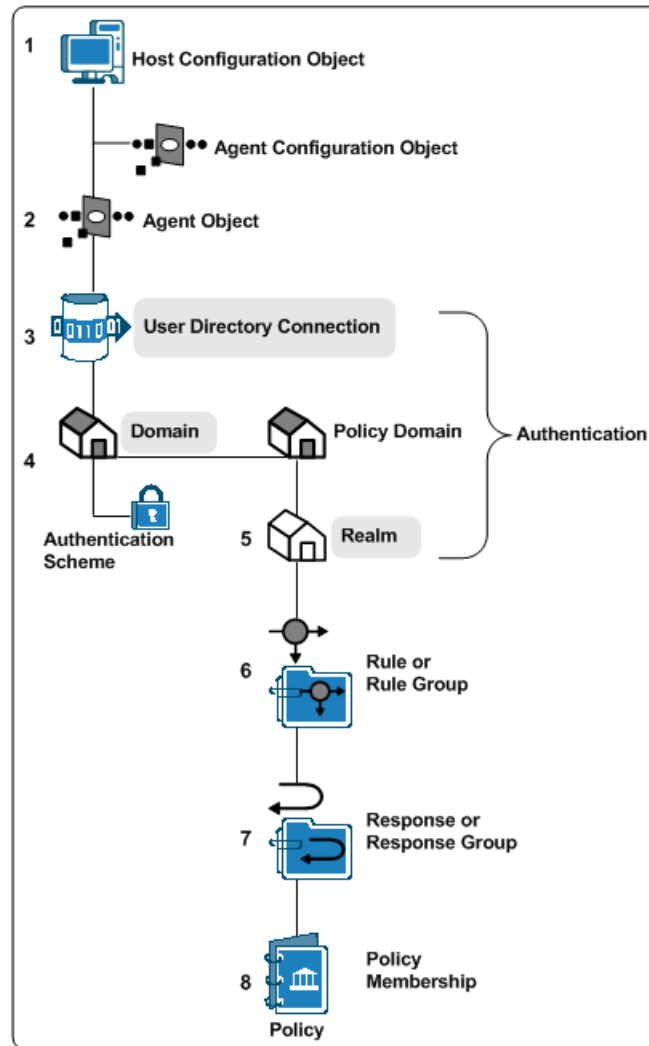 1
Host Configuration Object
Agent Configuration Object
2
Agent Object
3
User Directory Connection
Domain
Policy Domain
Authentication
4
Authentication
Scheme
5
Realm
6
Rule or
Rule Group
7
Response or
Response Group
8
Policy
Membership
Policy